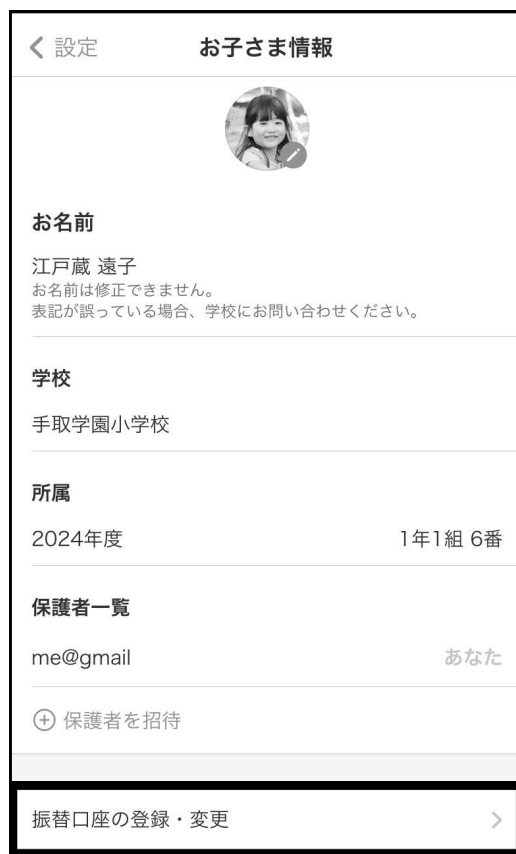 設定 お子さま情報
お名前
江戸蔵 遠子
お名前は修正できません。
表記が誤っている場合、学校にお問い合わせください。
学校
手取学園小学校
所属
2024年度 1年1組 6番
保護者一覧
me@gmail あなた
保護者を招待
振替口座の登録・変更